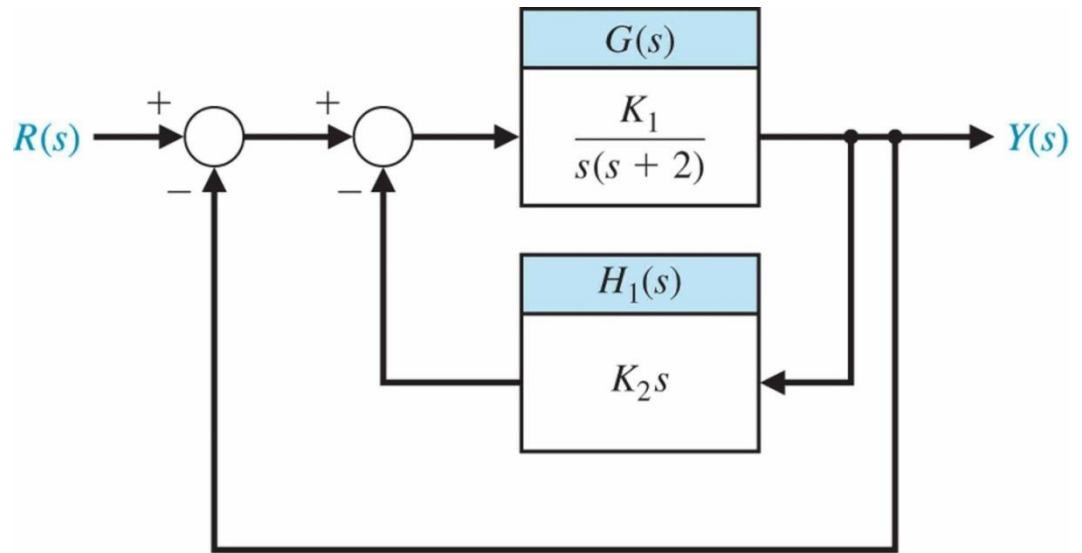 G(s)
+
+
K₁
R(s)
Y(s)
s(s + 2)
−
−
H₁(s)
K₂s